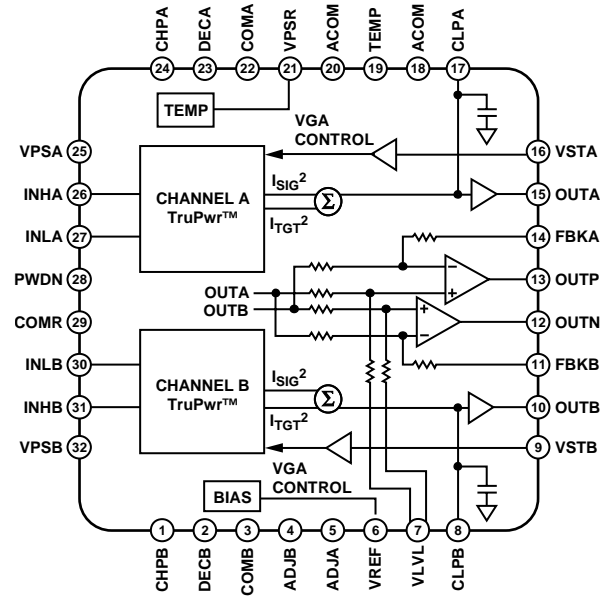 CHPA
DECA
COMA
VPSR
ACOM
TEMP
ACOM
CLPA
24
23
22
21
20
19
18
17
TEMP
VGA
CONTROL
VPSA 25
16 VSTA
INHA 26
CHANNEL A
TruPwr™
ISIG²
ITGT²
Σ
15 OUTA
INLA 27
14 FBKA
PWDN 28
13 OUTP
OUTA
OUTB
−
+
+
−
COMR 29
12 OUTN
INLB 30
11 FBKB
CHANNEL B
TruPwr™
ISIG²
ITGT²
Σ
INHB 31
10 OUTB
VPSB 32
9 VSTB
VGA
CONTROL
BIAS
1
2
3
4
5
6
7
8
CHPB
DECB
COMB
ADJB
ADJA
VREF
VLVL
CLPB